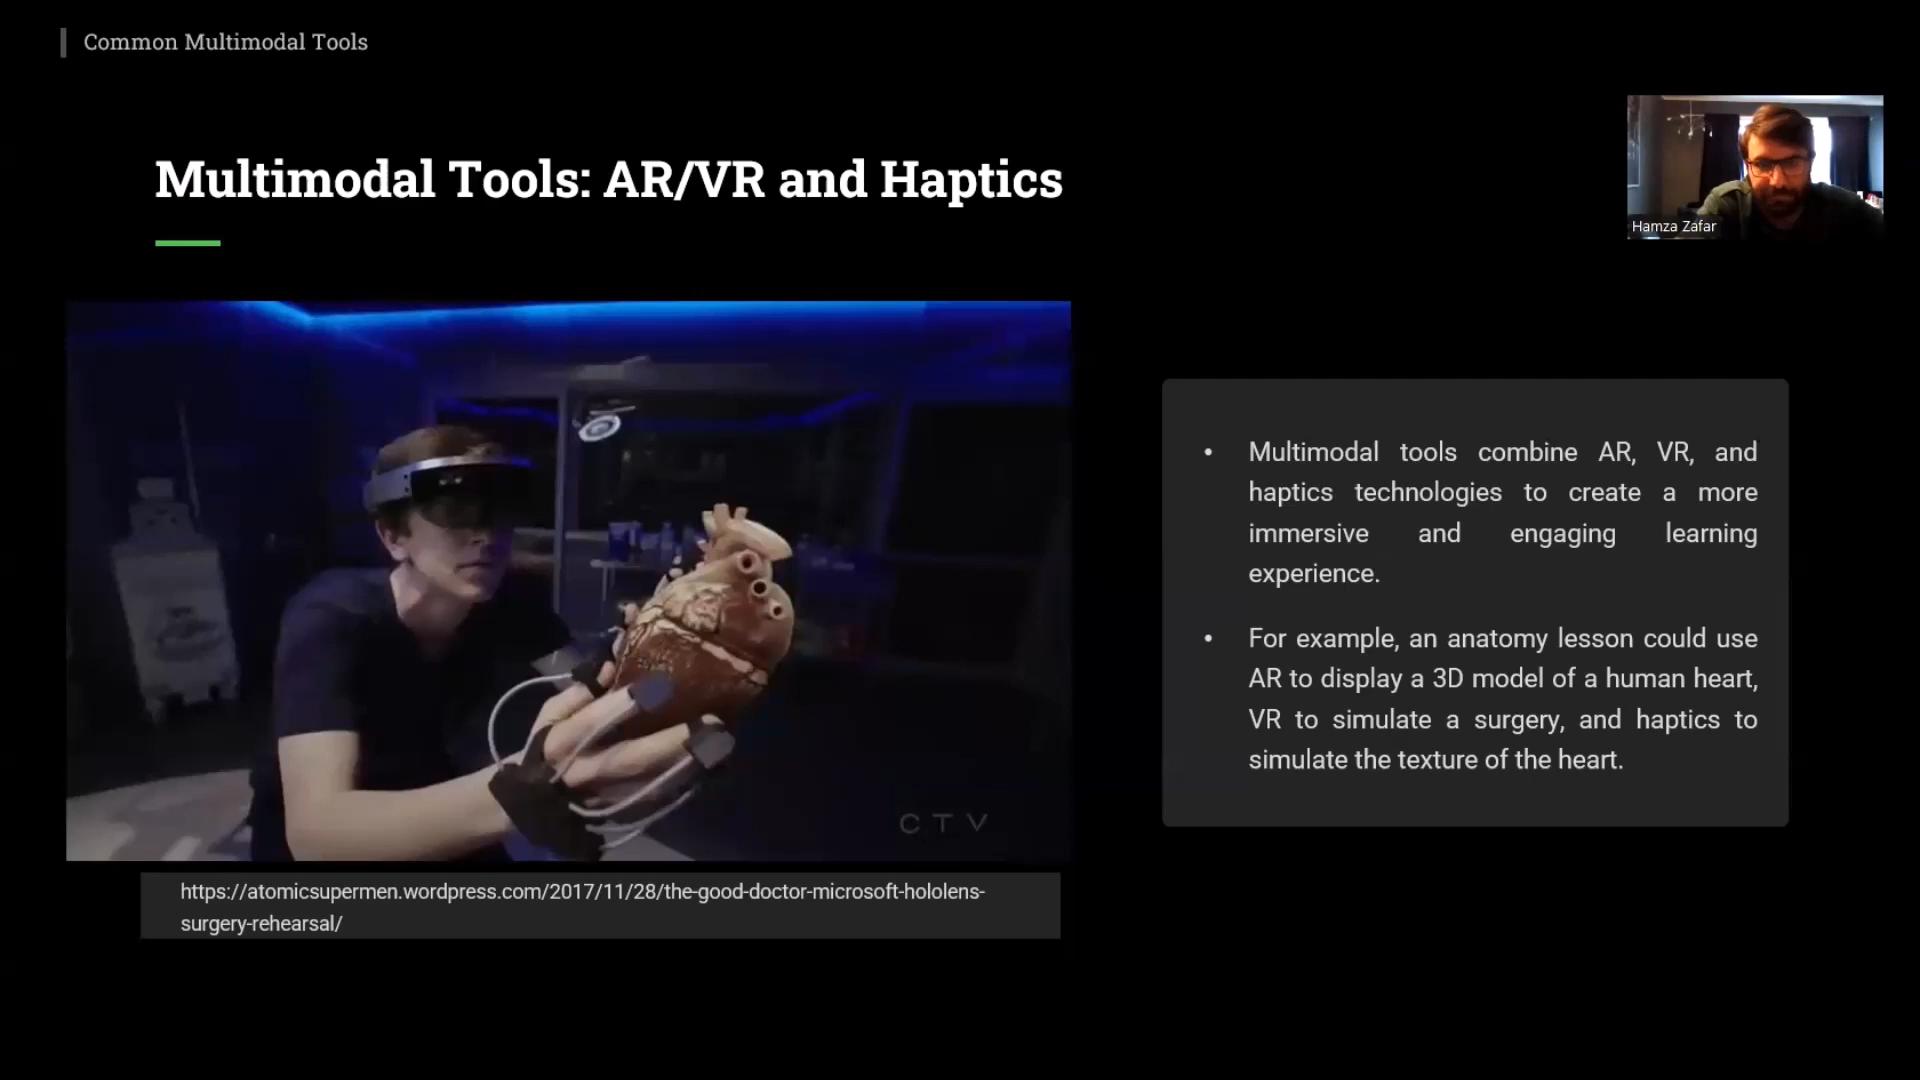 Common Multimodal Tools
Multimodal Tools: AR/VR and Haptics
Hamza Zafar
CTV
https://atomicsupermen.wordpress.com/2017/11/28/the-good-doctor-microsoft-hololens-
surgery-rehearsal/
• Multimodal tools combine AR, VR, and
haptics technologies to create a more
immersive and engaging learning
experience.
• For example, an anatomy lesson could use
AR to display a 3D model of a human heart,
VR to simulate a surgery, and haptics to
simulate the texture of the heart.